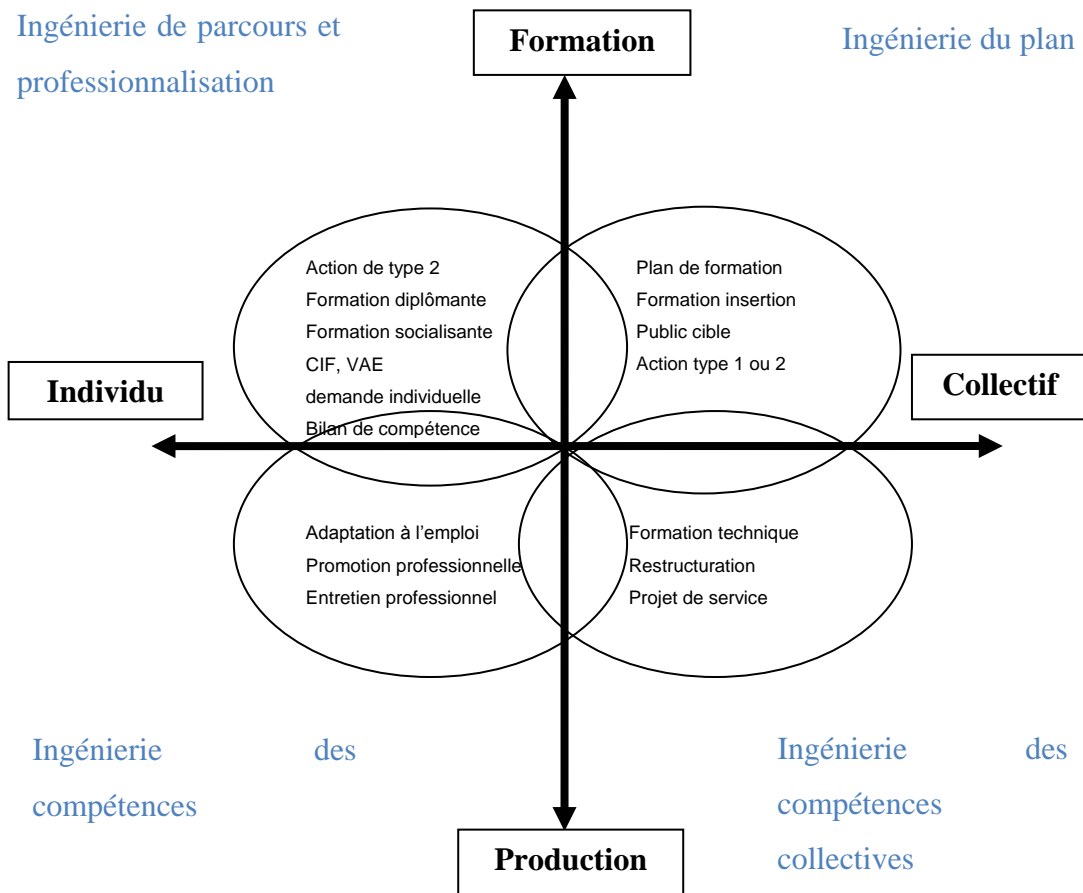 Ingénierie de parcours et
professionnalisation
Formation
Ingénierie du plan
Action de type 2
Formation diplômante
Formation socialisante
CIF, VAE
demande individuelle
Bilan de compétence
Plan de formation
Formation insertion
Public cible
Action type 1 ou 2
Individu
Collectif
Adaptation à l’emploi
Promotion professionnelle
Entretien professionnel
Formation technique
Restructuration
Projet de service
Ingénierie des
compétences
Ingénierie des
compétences
collectives
Production